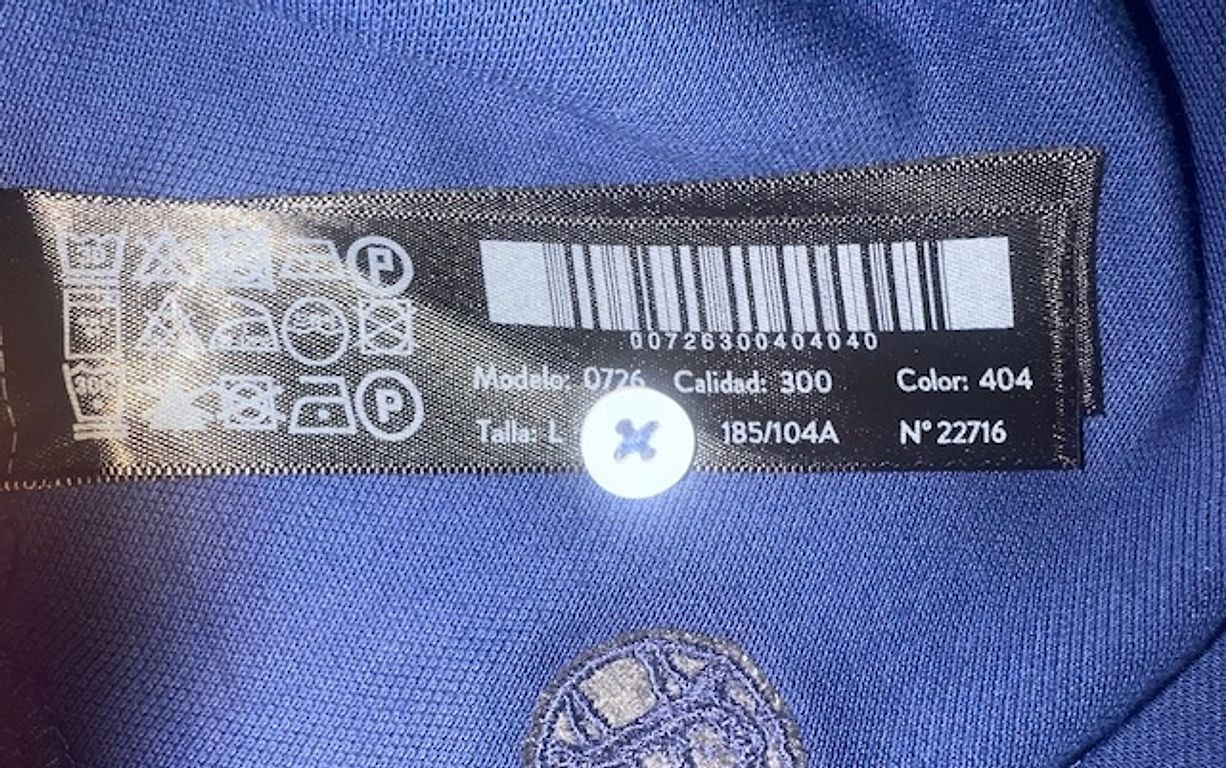 00726300404040
Modelo: 0726 Calidad: 300 Color: 404
Talla: L 185/104A Nº 22716
P
P